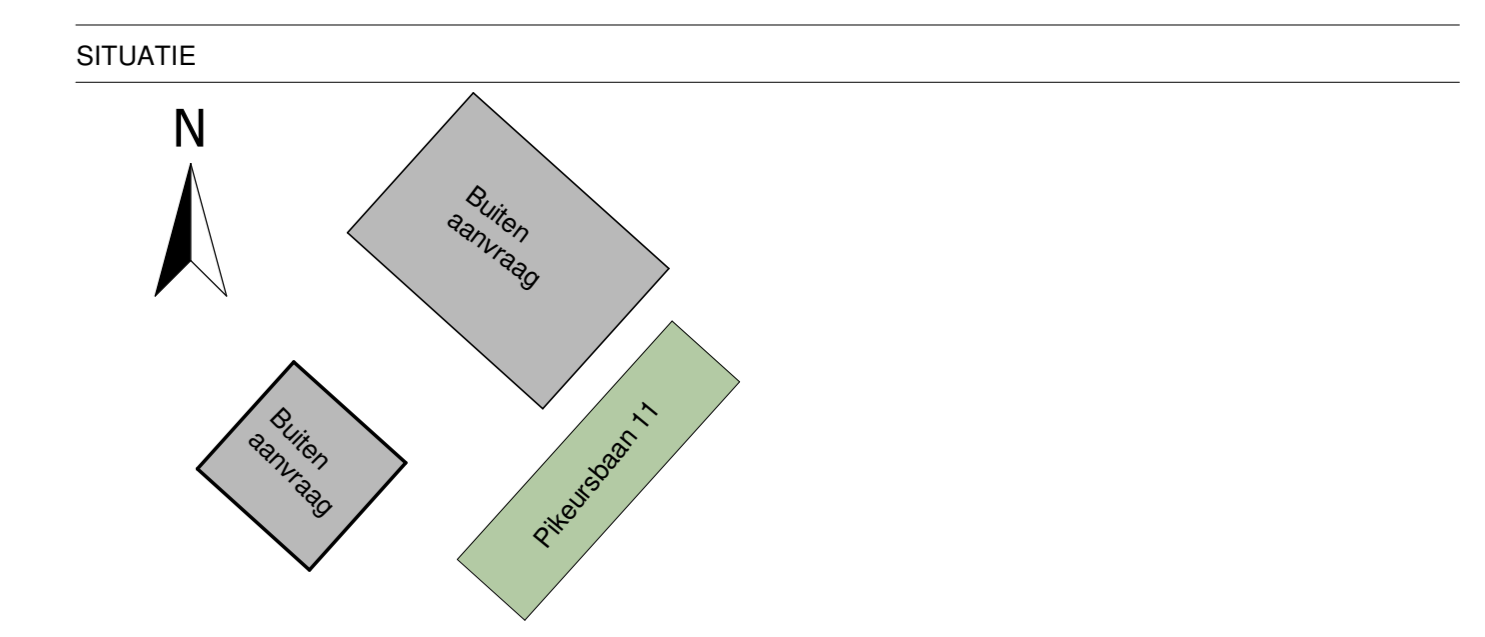 SITUATIE
N
Buiten
aanvraag
Buiten
aanvraag
Pikeursbaan 11